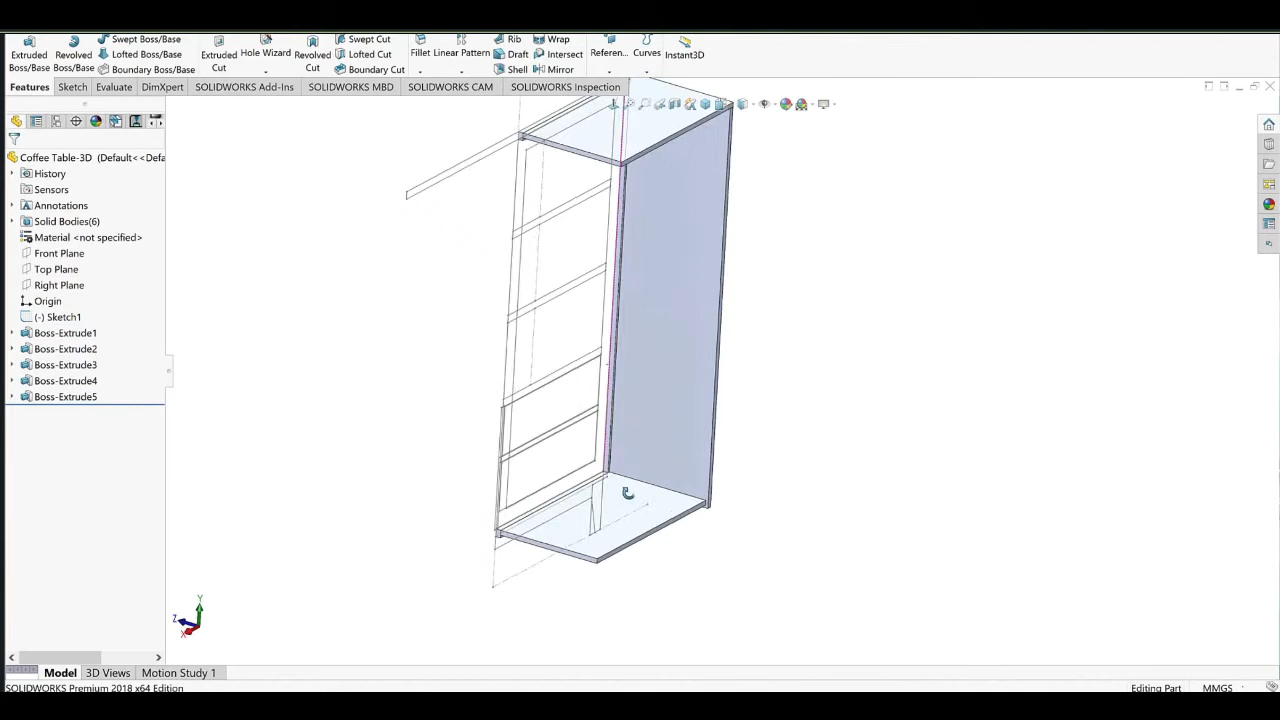 Extruded Boss/Base
Revolved Boss/Base
Swept Boss/Base
Lofted Boss/Base
Boundary Boss/Base
Extruded Cut
Hole Wizard
Revolved Cut
Swept Cut
Lofted Cut
Boundary Cut
Fillet
Linear Pattern
Rib
Draft
Shell
Wrap
Intersect
Mirror
Referen...
Curves
Instant3D
Features
Sketch
Evaluate
DimXpert
SOLIDWORKS Add-Ins
SOLIDWORKS MBD
SOLIDWORKS CAM
SOLIDWORKS Inspection
Coffee Table-3D (Default<<Defa
History
Sensors
Annotations
Solid Bodies(6)
Material <not specified>
Front Plane
Top Plane
Right Plane
Origin
(-) Sketch1
Boss-Extrude1
Boss-Extrude2
Boss-Extrude3
Boss-Extrude4
Boss-Extrude5
Y
Z
X
Model
3D Views
Motion Study 1
SOLIDWORKS Premium 2018 x64 Edition
Editing Part
MMGS